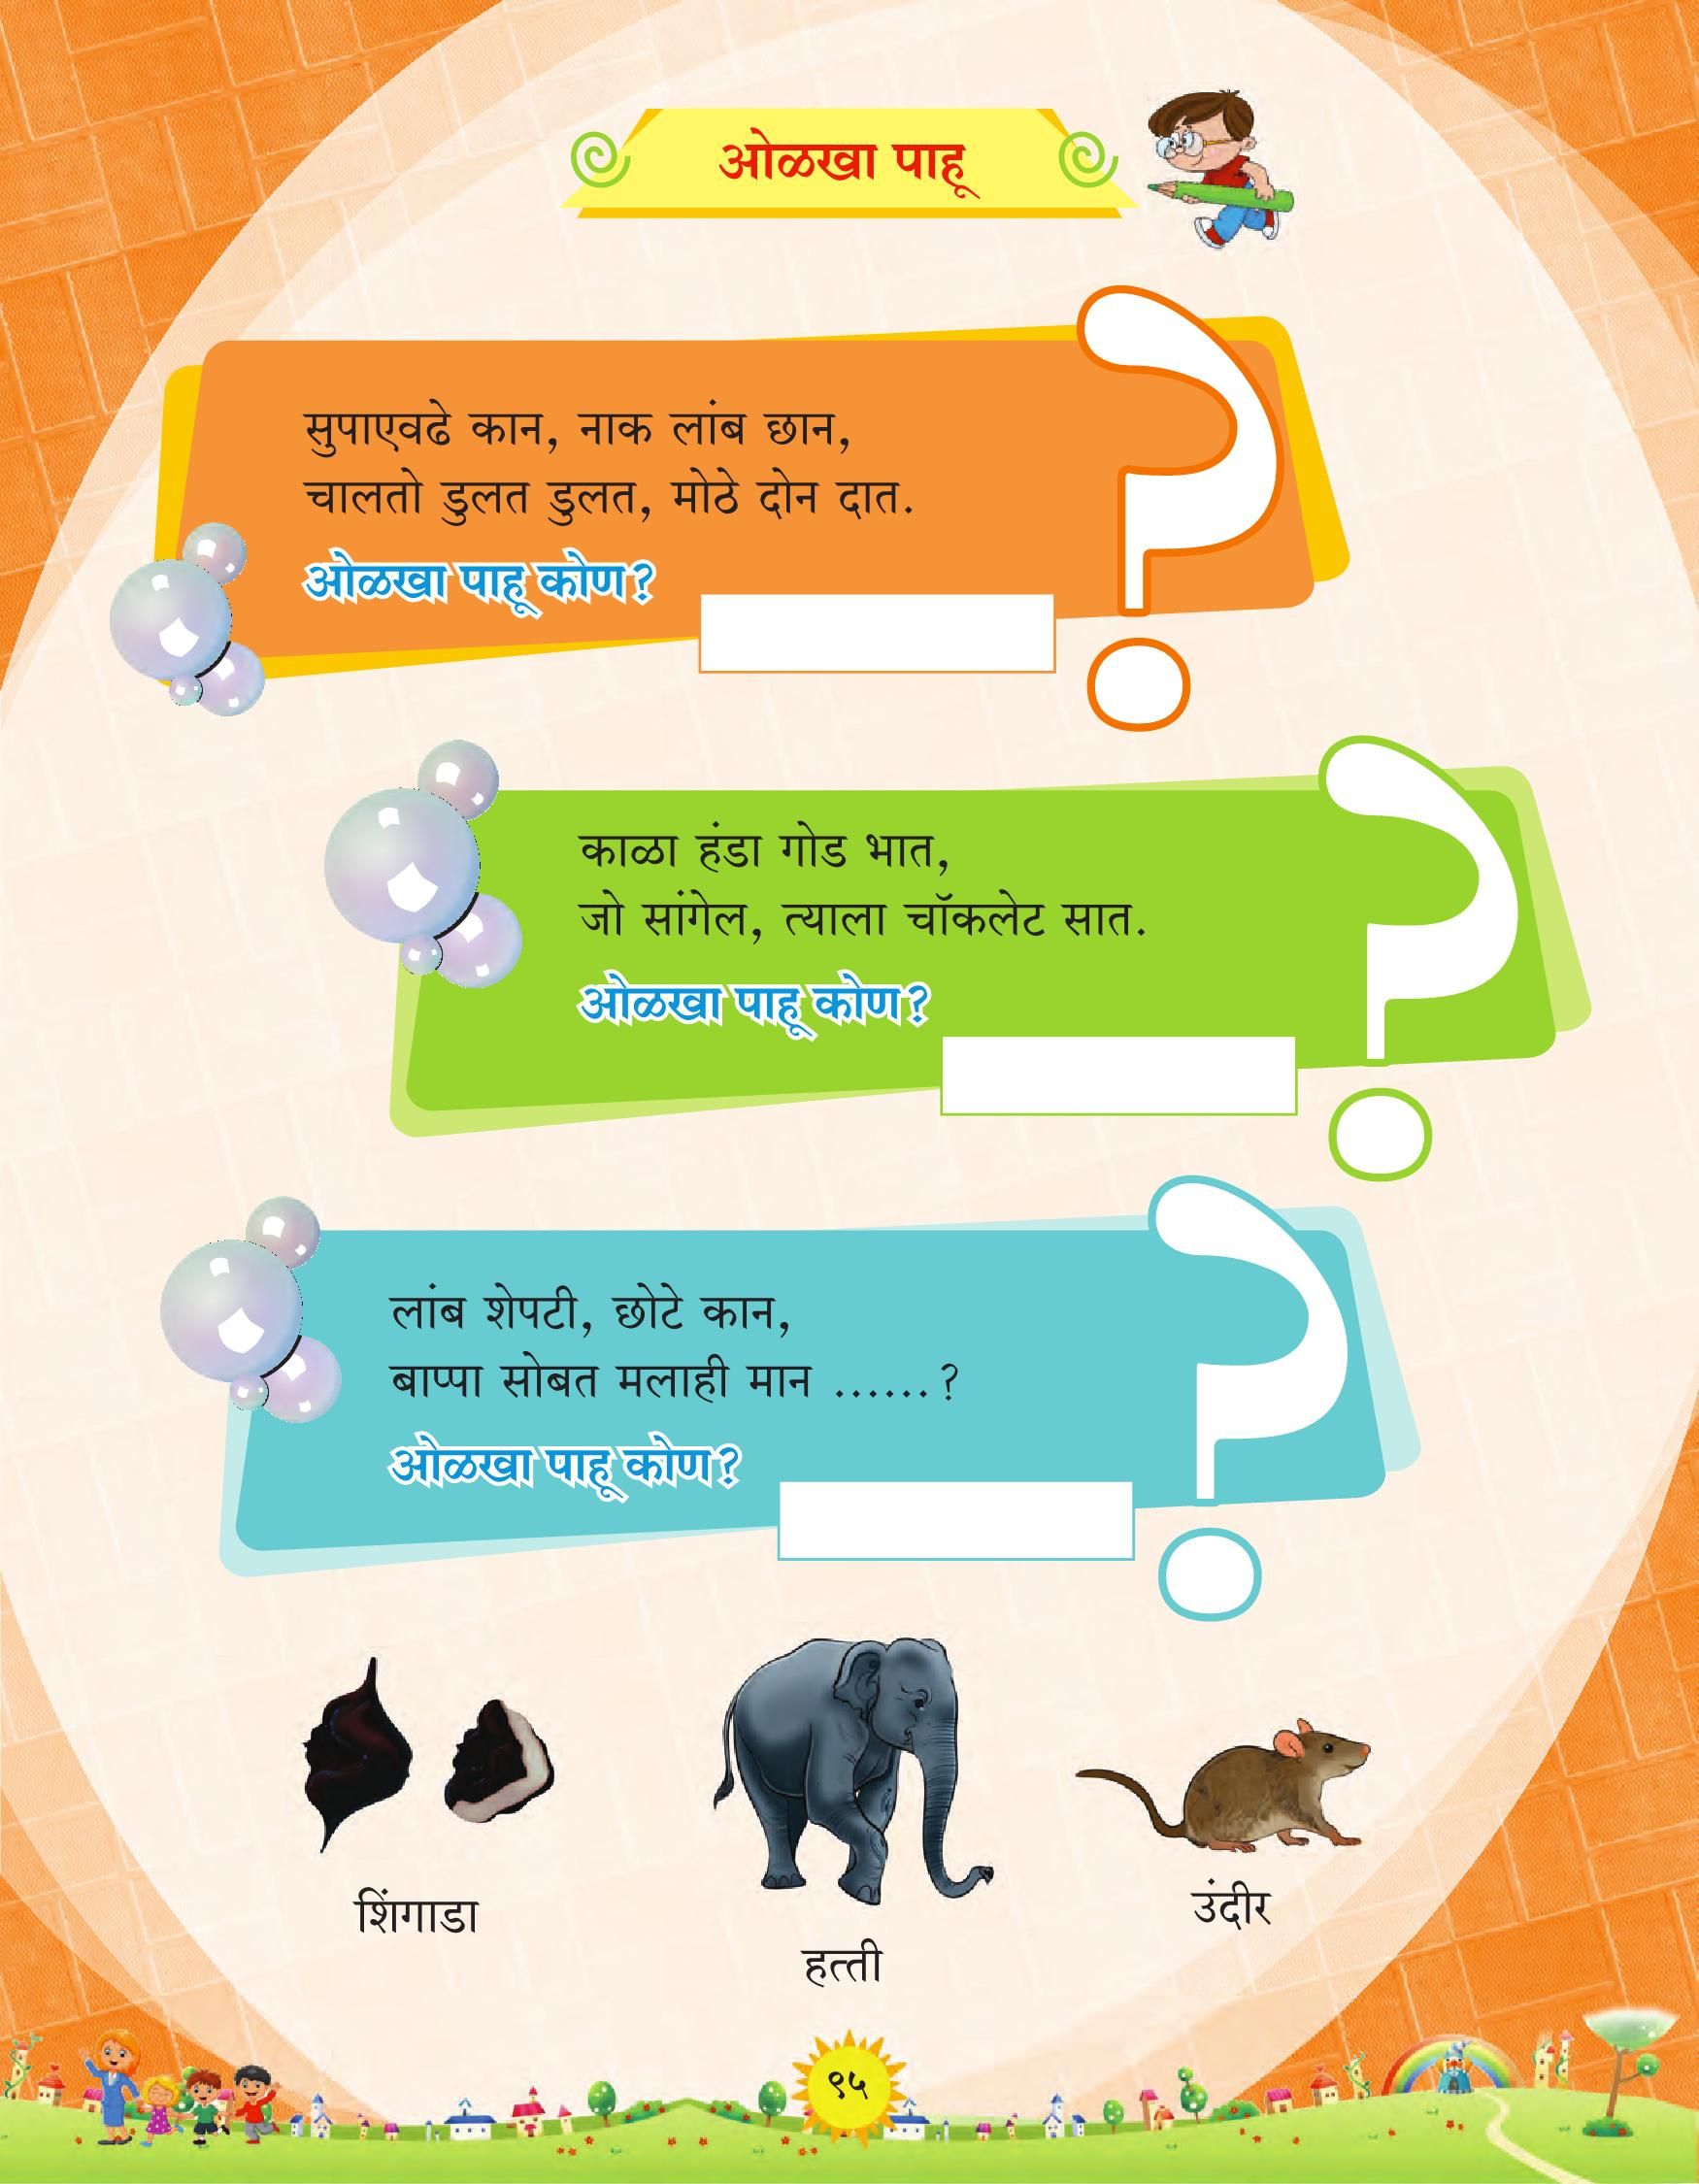 ओळखा पाहू
सुपाएवढे कान, नाक लांब छान,
चालतो डुलत डुलत, मोठे दोन दात.
ओळखा पाहू कोण?
काळा हंडा गोड भात,
जो सांगेल, त्याला चॉकलेट सात.
ओळखा पाहू कोण?
लांब शेपटी, छोटे कान,
बाप्पा सोबत मलाही मान ......?
ओळखा पाहू कोण?
शिंगाडा
हत्ती
उंदीर
९५